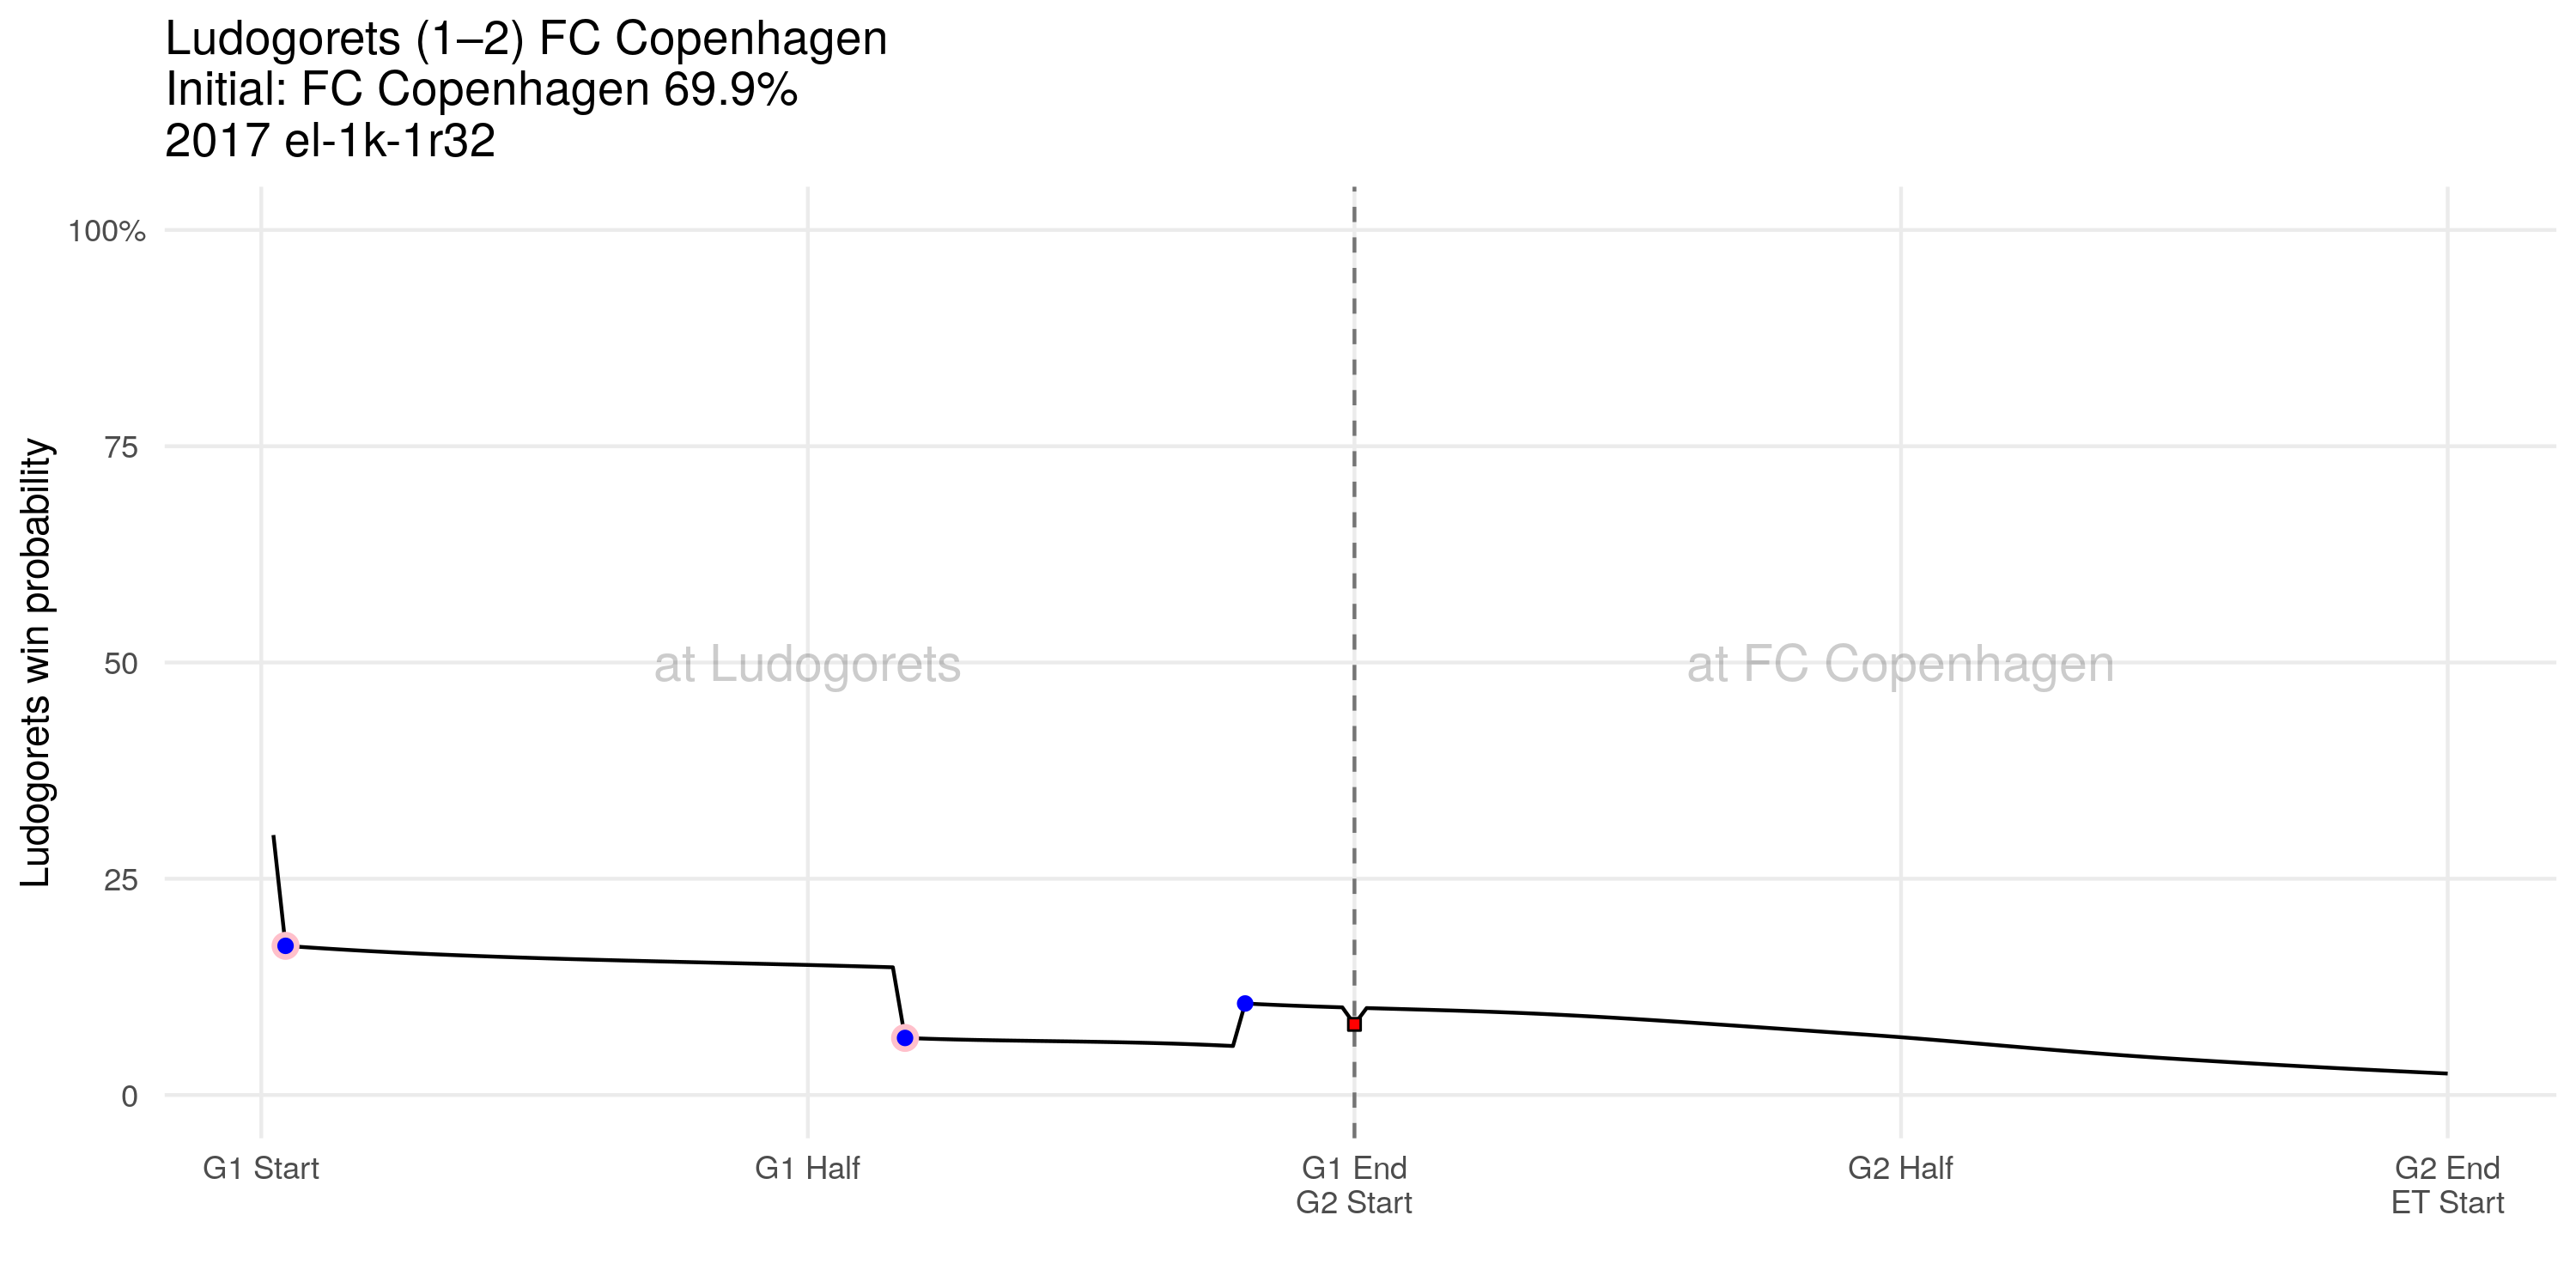 Ludogorets (1–2) FC Copenhagen
Initial: FC Copenhagen 69.9%
2017 el-1k-1r32
Ludogorets win probability
100%
75
50
25
0
at Ludogorets
at FC Copenhagen
G1 Start
G1 Half
G1 End
G2 Start
G2 Half
G2 End
ET Start